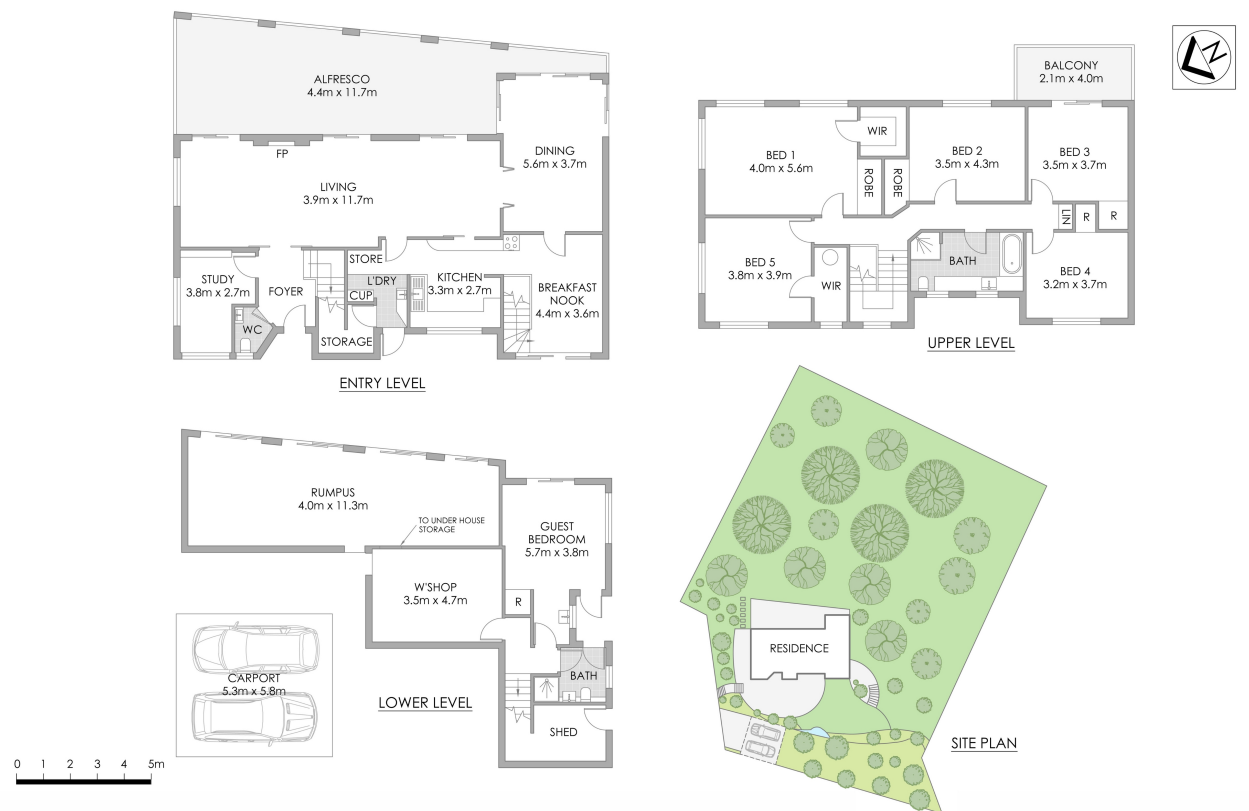 ALFRESCO
4.4m x 11.7m
FP
DINING
5.6m x 3.7m
LIVING
3.9m x 11.7m
STORE
STUDY
3.8m x 2.7m
FOYER
L'DRY
CUP
KITCHEN
3.3m x 2.7m
BREAKFAST
NOOK
4.4m x 3.6m
WC
STORAGE
ENTRY LEVEL
N
BALCONY
2.1m x 4.0m
WIR
BED 1
4.0m x 5.6m
BED 2
3.5m x 4.3m
BED 3
3.5m x 3.7m
ROBE
ROBE
LIN
R
R
BED 5
3.8m x 3.9m
WIR
BATH
BED 4
3.2m x 3.7m
UPPER LEVEL
RUMPUS
4.0m x 11.3m
TO UNDER HOUSE
STORAGE
GUEST
BEDROOM
5.7m x 3.8m
W'SHOP
3.5m x 4.7m
R
BATH
SHED
LOWER LEVEL
CARPORT
5.3m x 5.8m
0 1 2 3 4 5m
RESIDENCE
SITE PLAN